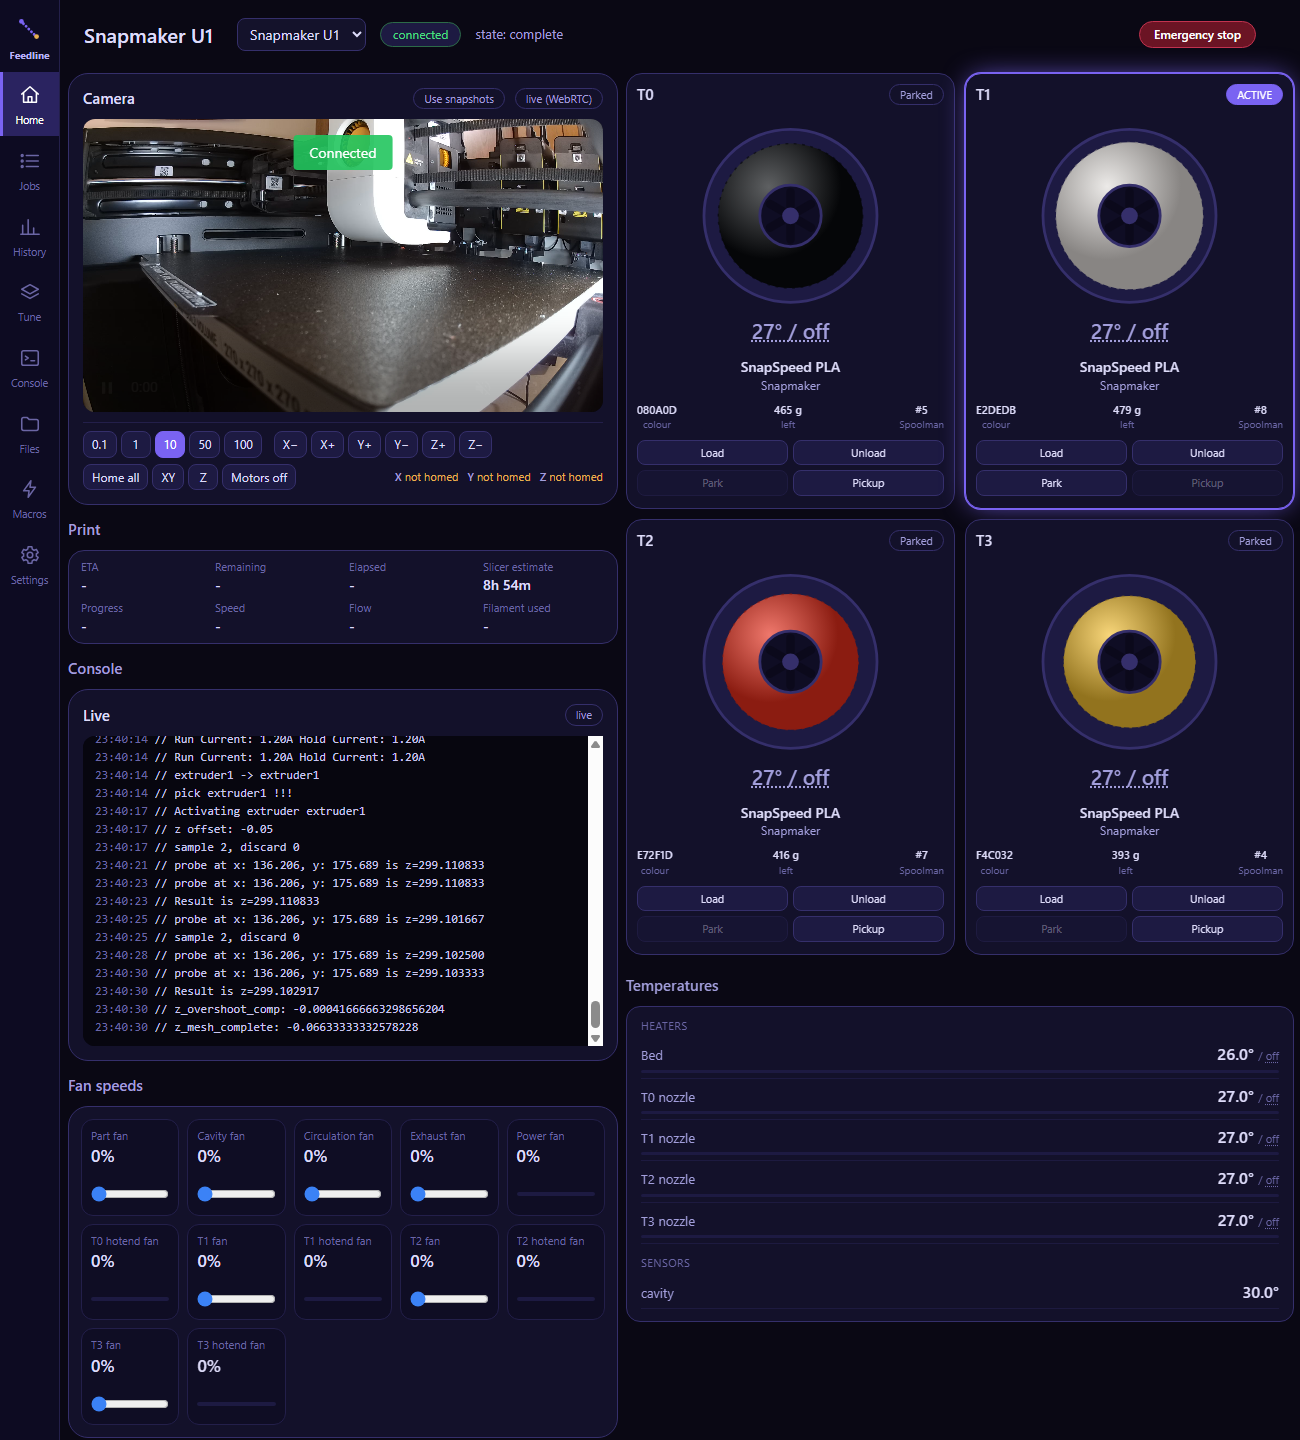 Feedline
Home
Jobs
History
Tune
Console
Files
Macros
Settings
Snapmaker U1
Snapmaker U1
connected
state: complete
Emergency stop
Camera
Use snapshots
live (WebRTC)
Connected
0:00
0.1 1 10 50 100 X− X+ Y+ Y− Z+ Z−
Home all XY Z Motors off X not homed Y not homed Z not homed
Print
ETA Remaining Elapsed Slicer estimate
- - - 8h 54m
Progress Speed Flow Filament used
- - - -
Console
Live live
23:40:14 // Run Current: 1.20A Hold Current: 1.20A
23:40:14 // Run Current: 1.20A Hold Current: 1.20A
23:40:14 // extruder1 -> extruder1
23:40:14 // pick extruder1 !!!
23:40:17 // Activating extruder extruder1
23:40:17 // z offset: -0.05
23:40:17 // sample 2, discard 0
23:40:21 // probe at x: 136.206, y: 175.689 is z=299.110833
23:40:23 // probe at x: 136.206, y: 175.689 is z=299.110833
23:40:23 // Result is z=299.110833
23:40:25 // probe at x: 136.206, y: 175.689 is z=299.101667
23:40:25 // sample 2, discard 0
23:40:28 // probe at x: 136.206, y: 175.689 is z=299.102500
23:40:30 // probe at x: 136.206, y: 175.689 is z=299.103333
23:40:30 // Result is z=299.102917
23:40:30 // z_overshoot_comp: -0.00041666663298656204
23:40:30 // z_mesh_complete: -0.06633333332578228
Fan speeds
Part fan Cavity fan Circulation fan Exhaust fan Power fan
0% 0% 0% 0% 0%
T0 hotend fan T1 fan T1 hotend fan T2 fan T2 hotend fan
0% 0% 0% 0% 0%
T3 fan T3 hotend fan
0% 0%
T0 Parked
27° / off
SnapSpeed PLA
Snapmaker
080A0D 465 g #5
colour left Spoolman
Load Unload
Park Pickup
T1 ACTIVE
27° / off
SnapSpeed PLA
Snapmaker
E2DEDB 479 g #8
colour left Spoolman
Load Unload
Park Pickup
T2 Parked
27° / off
SnapSpeed PLA
Snapmaker
E72F1D 416 g #7
colour left Spoolman
Load Unload
Park Pickup
T3 Parked
27° / off
SnapSpeed PLA
Snapmaker
F4C032 393 g #4
colour left Spoolman
Load Unload
Park Pickup
Temperatures
HEATERS
Bed 26.0° / off
T0 nozzle 27.0° / off
T1 nozzle 27.0° / off
T2 nozzle 27.0° / off
T3 nozzle 27.0° / off
SENSORS
cavity 30.0°